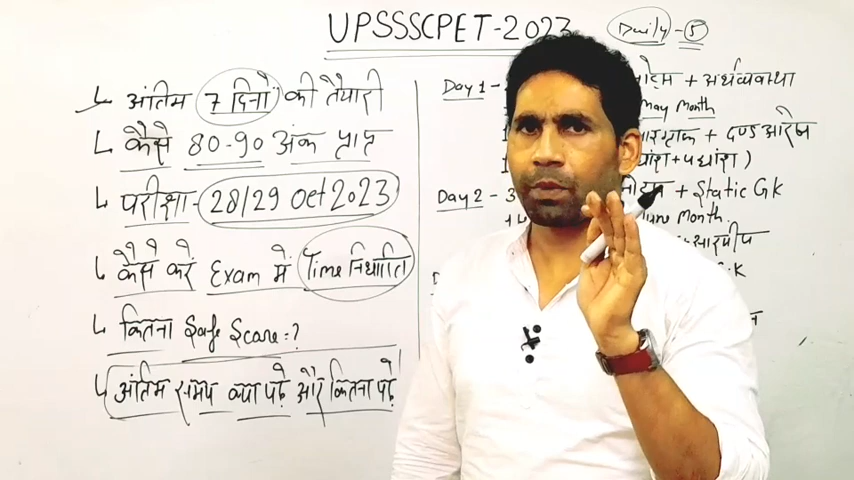 UPSSSCPET-2023
Daily - 5
अंतिम 7 दिनों की तैयारी
कैसे 80-90 अंक प्राप्त
परीक्षा - 28/29 Oct 2023
कैसे करें Exam में Time निर्धारित
कितना Safe Score = ?
अंतिम समय क्या पढ़े और कितना पढ़े
Day 1 - + अर्थव्यवस्था
May Month
+ दण्ड आरेख
+ पद्यांश)
Day 2 - 3 + Static GK
June Month